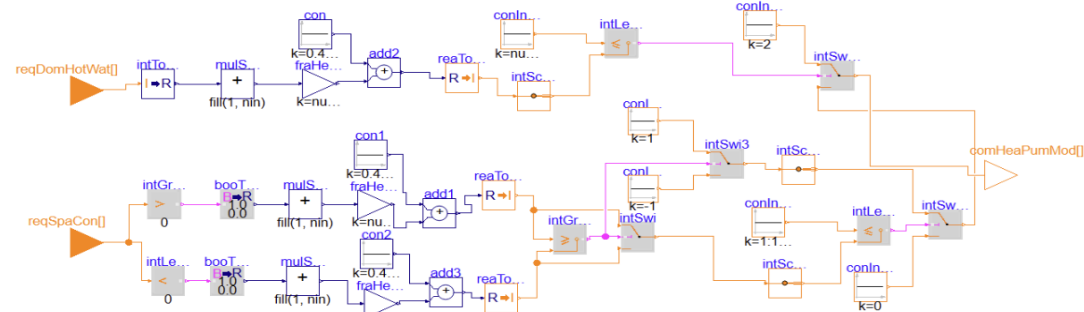 con
conIn...
intLe...
conIn...
intTo...
mulS...
fraHe...
add2
reaTo...
k=2
intSw...
reqDomHotWat[]
I R
+
k=0.4...
+
R I
k=nu...
≤
intSc...
fill(1, nin)
k=nu...
con1
conI...
intSwi3
intSc...
comHeaPumMod[]
k=1
intGr...
booT...
mulS...
fraHe...
k=0.4...
add1
reaTo...
>
B R
1.0
0.0
+
+
R I
conI...
k=-1
0
fill(1, nin)
k=nu...
intGr...
intSwi
conIn...
intLe...
intSw...
reqSpaCon[]
con2
≥
k=1:1...
≤
intLe...
booT...
mulS...
fraHe...
k=0.4...
add3
reaTo...
intSc...
conIn...
<
B R
1.0
0.0
+
+
R I
0
fill(1, nin)
k=0